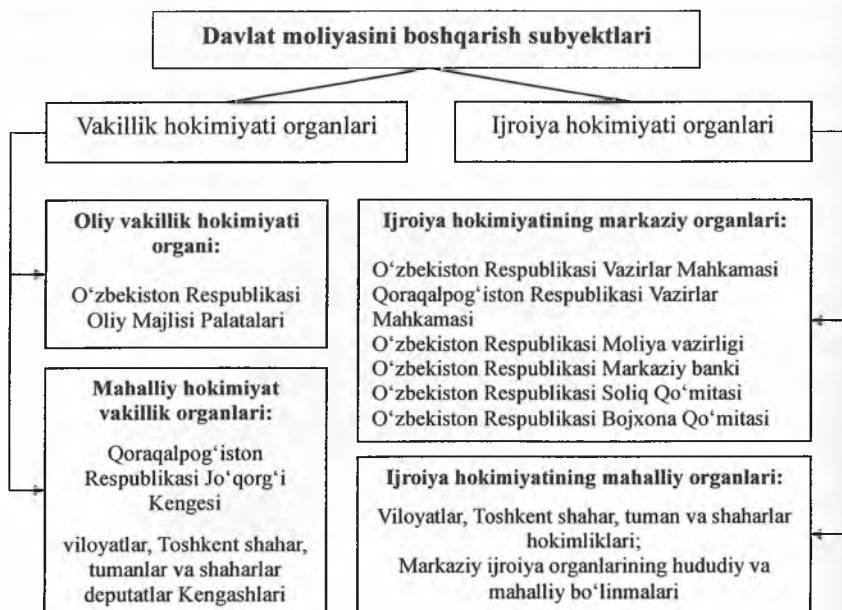 Davlat moliyasini boshqarish subyektlari
Vakillik hokimiyati organlari
Ijroiya hokimiyati organlari
Oliy vakillik hokimiyati
organi:
O‘zbekiston Respublikasi
Oliy Majlisi Palatalari
Mahalliy hokimiyat
vakillik organlari:
Qoraqalpog‘iston
Respublikasi Jo‘qorg‘i
Kengesi
viloyatlar, Toshkent shahar,
tumanlar va shaharlar
deputatlar Kengashlari
Ijroiya hokimiyatining markaziy organlari:
O‘zbekiston Respublikasi Vazirlar Mahkamasi
Qoraqalpog‘iston Respublikasi Vazirlar
Mahkamasi
O‘zbekiston Respublikasi Moliya vazirligi
O‘zbekiston Respublikasi Markaziy banki
O‘zbekiston Respublikasi Soliq Qo‘mitasi
O‘zbekiston Respublikasi Bojxona Qo‘mitasi
Ijroiya hokimiyatining mahalliy organlari:
Viloyatlar, Toshkent shahar, tuman va shaharlar
hokimliklari;
Markaziy ijroiya organlarining hududiy va
mahalliy bo‘linmalari